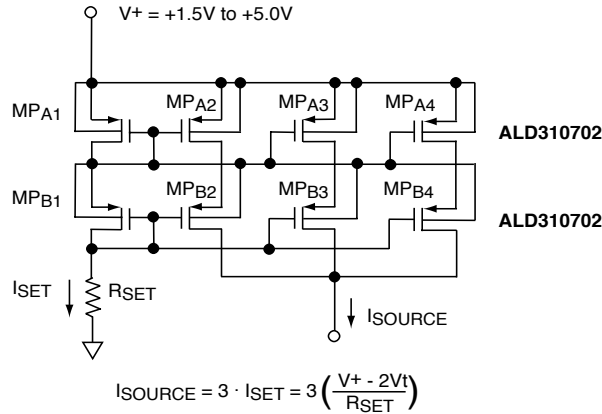 V+ = +1.5V to +5.0V
MPA1
MPA2
MPA3
MPA4
ALD310702
MPB1
MPB2
MPB3
MPB4
ALD310702
ISET
RSET
ISOURCE
ISOURCE = 3 · ISET = 3 ( V+ - 2Vt / RSET )